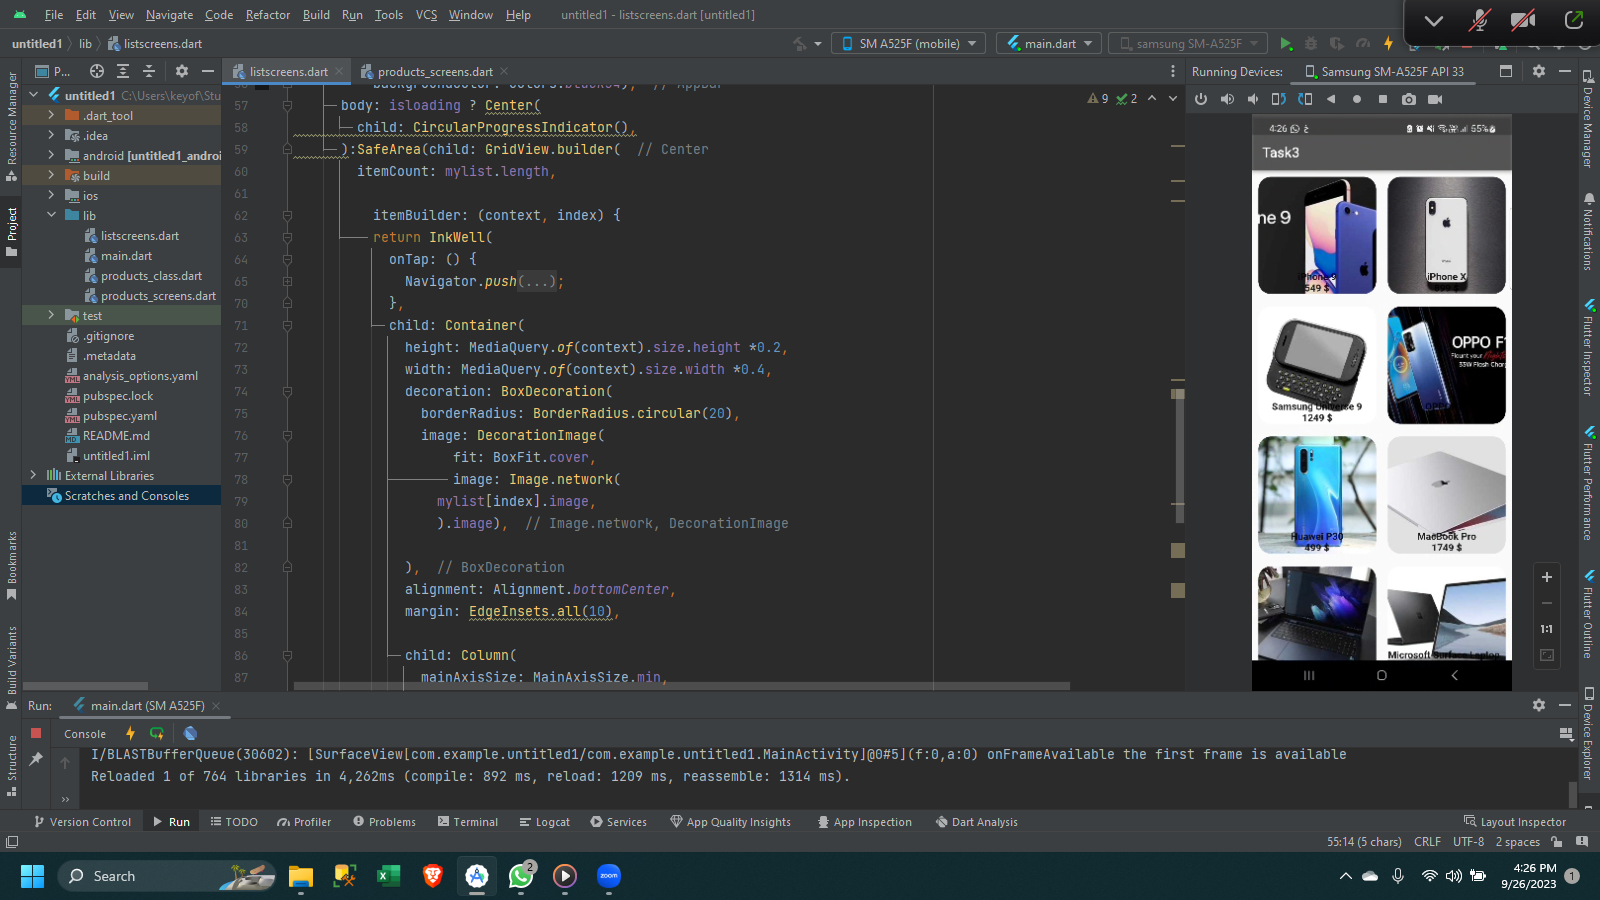 File Edit View Navigate Code Refactor Build Run Tools VCS Window Help untitled1 - listscreens.dart [untitled1]
untitled1 lib listscreens.dart SM A525F (mobile) main.dart samsung SM-A525F
P... listscreens.dart products_screens.dart Running Devices: Samsung SM-A525F API 33
Resource Manager
Project
Bookmarks
Build Variants
Structure
untitled1 C:\Users\keyof\Stu
.dart_tool
.idea
android [untitled1_androi
build
ios
lib
listscreens.dart
main.dart
products_class.dart
products_screens.dart
test
.gitignore
.metadata
analysis_options.yaml
pubspec.lock
pubspec.yaml
README.md
untitled1.iml
External Libraries
Scratches and Consoles
9 2
57 body: isloading ? Center(
58 child: CircularProgressIndicator(),
59 ):SafeArea(child: GridView.builder( // Center
60 itemCount: mylist.length,
61
62 itemBuilder: (context, index) {
63 return InkWell(
64 onTap: () {
65 Navigator.push(...);
70 },
71 child: Container(
72 height: MediaQuery.of(context).size.height *0.2,
73 width: MediaQuery.of(context).size.width *0.4,
74 decoration: BoxDecoration(
75 borderRadius: BorderRadius.circular(20),
76 image: DecorationImage(
77 fit: BoxFit.cover,
78 image: Image.network(
79 mylist[index].image,
80 ).image), // Image.network, DecorationImage
81
82 ), // BoxDecoration
83 alignment: Alignment.bottomCenter,
84 margin: EdgeInsets.all(10),
85
86 child: Column(
87 mainAxisSize: MainAxisSize.min,
4:26 55%
Task3
ne 9
549 $
iPhone X
Samsung Universe 9
1249 $
OPPO F1
33W Flash Char
Huawei P30
499 $
MacBook Pro
1749 $
Microsoft Surface Laptop
1:1
Device Manager
Notifications
Flutter Inspector
Flutter Performance
Flutter Outline
Device Explorer
Run: main.dart (SM A525F)
Console
I/BLASTBufferQueue(30602): [SurfaceView[com.example.untitled1/com.example.untitled1.MainActivity]@0#5](f:0,a:0) onFrameAvailable the first frame is available
Reloaded 1 of 764 libraries in 4,262ms (compile: 892 ms, reload: 1209 ms, reassemble: 1314 ms).
Version Control Run TODO Profiler Problems Terminal Logcat Services App Quality Insights App Inspection Dart Analysis Layout Inspector
55:14 (5 chars) CRLF UTF-8 2 spaces
Search 2 zoom 4:26 PM
9/26/2023 1